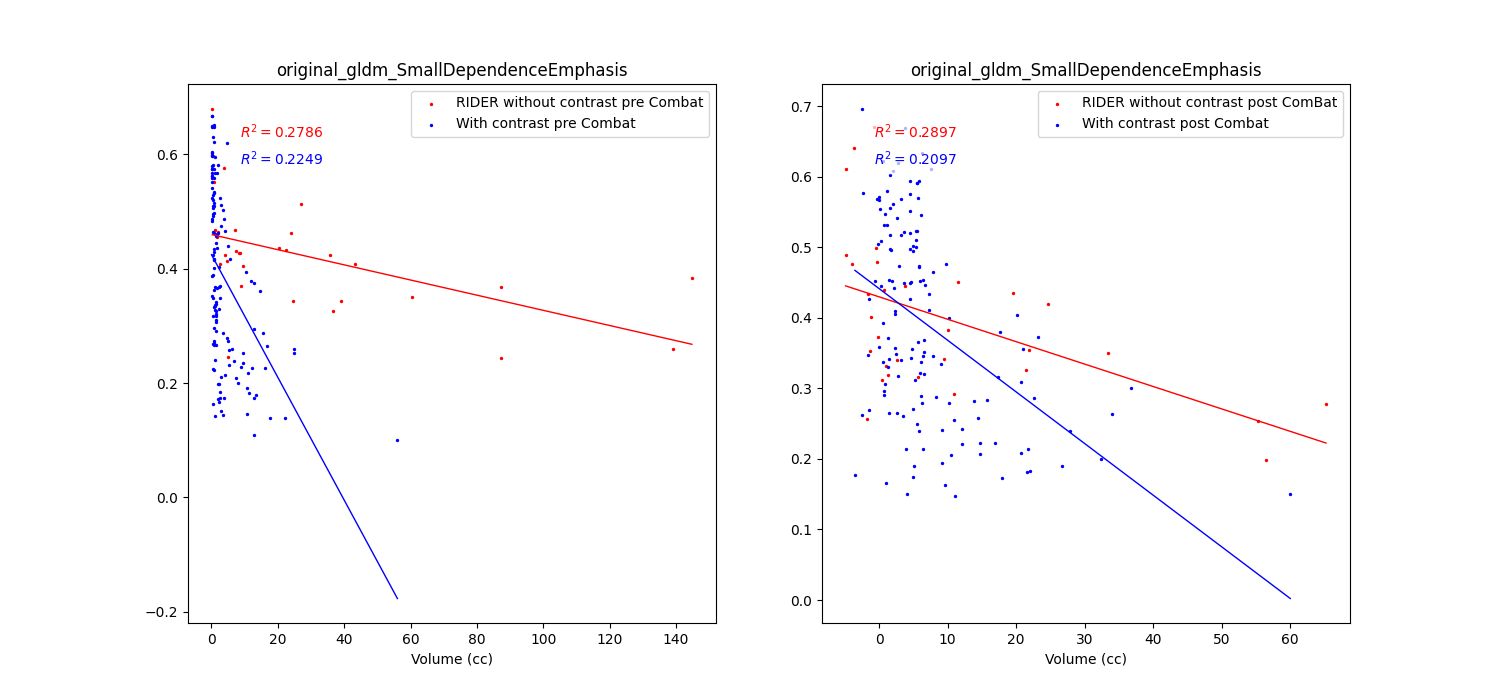 original_gldm_SmallDependenceEmphasis
RIDER without contrast pre Combat
With contrast pre Combat
R² = 0.2786
R² = 0.2249
0.6
0.4
0.2
0.0
−0.2
0 20 40 60 80 100 120 140
Volume (cc)
original_gldm_SmallDependenceEmphasis
RIDER without contrast post ComBat
With contrast post Combat
R² = 0.2897
R² = 0.2097
0.7
0.6
0.5
0.4
0.3
0.2
0.1
0.0
0 10 20 30 40 50 60
Volume (cc)